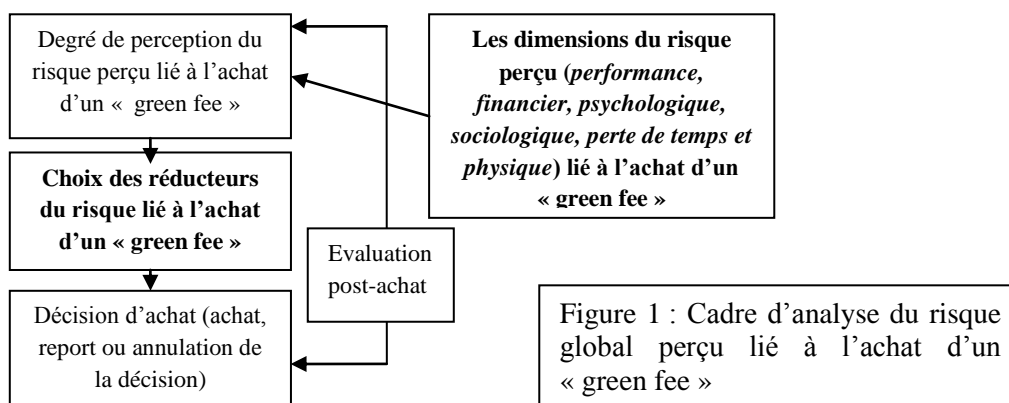 Degré de perception du
risque perçu lié à l’achat
d’un «  green fee »
Les dimensions du risque
perçu (performance,
financier, psychologique,
sociologique, perte de temps et
physique) lié à l’achat d’un
« green fee »
Choix des réducteurs
du risque lié à l’achat
d’un « green fee »
Evaluation
post-achat
Décision d’achat (achat,
report ou annulation de
la décision)
Figure 1 : Cadre d’analyse du risque
global perçu lié à l’achat d’un
« green fee »